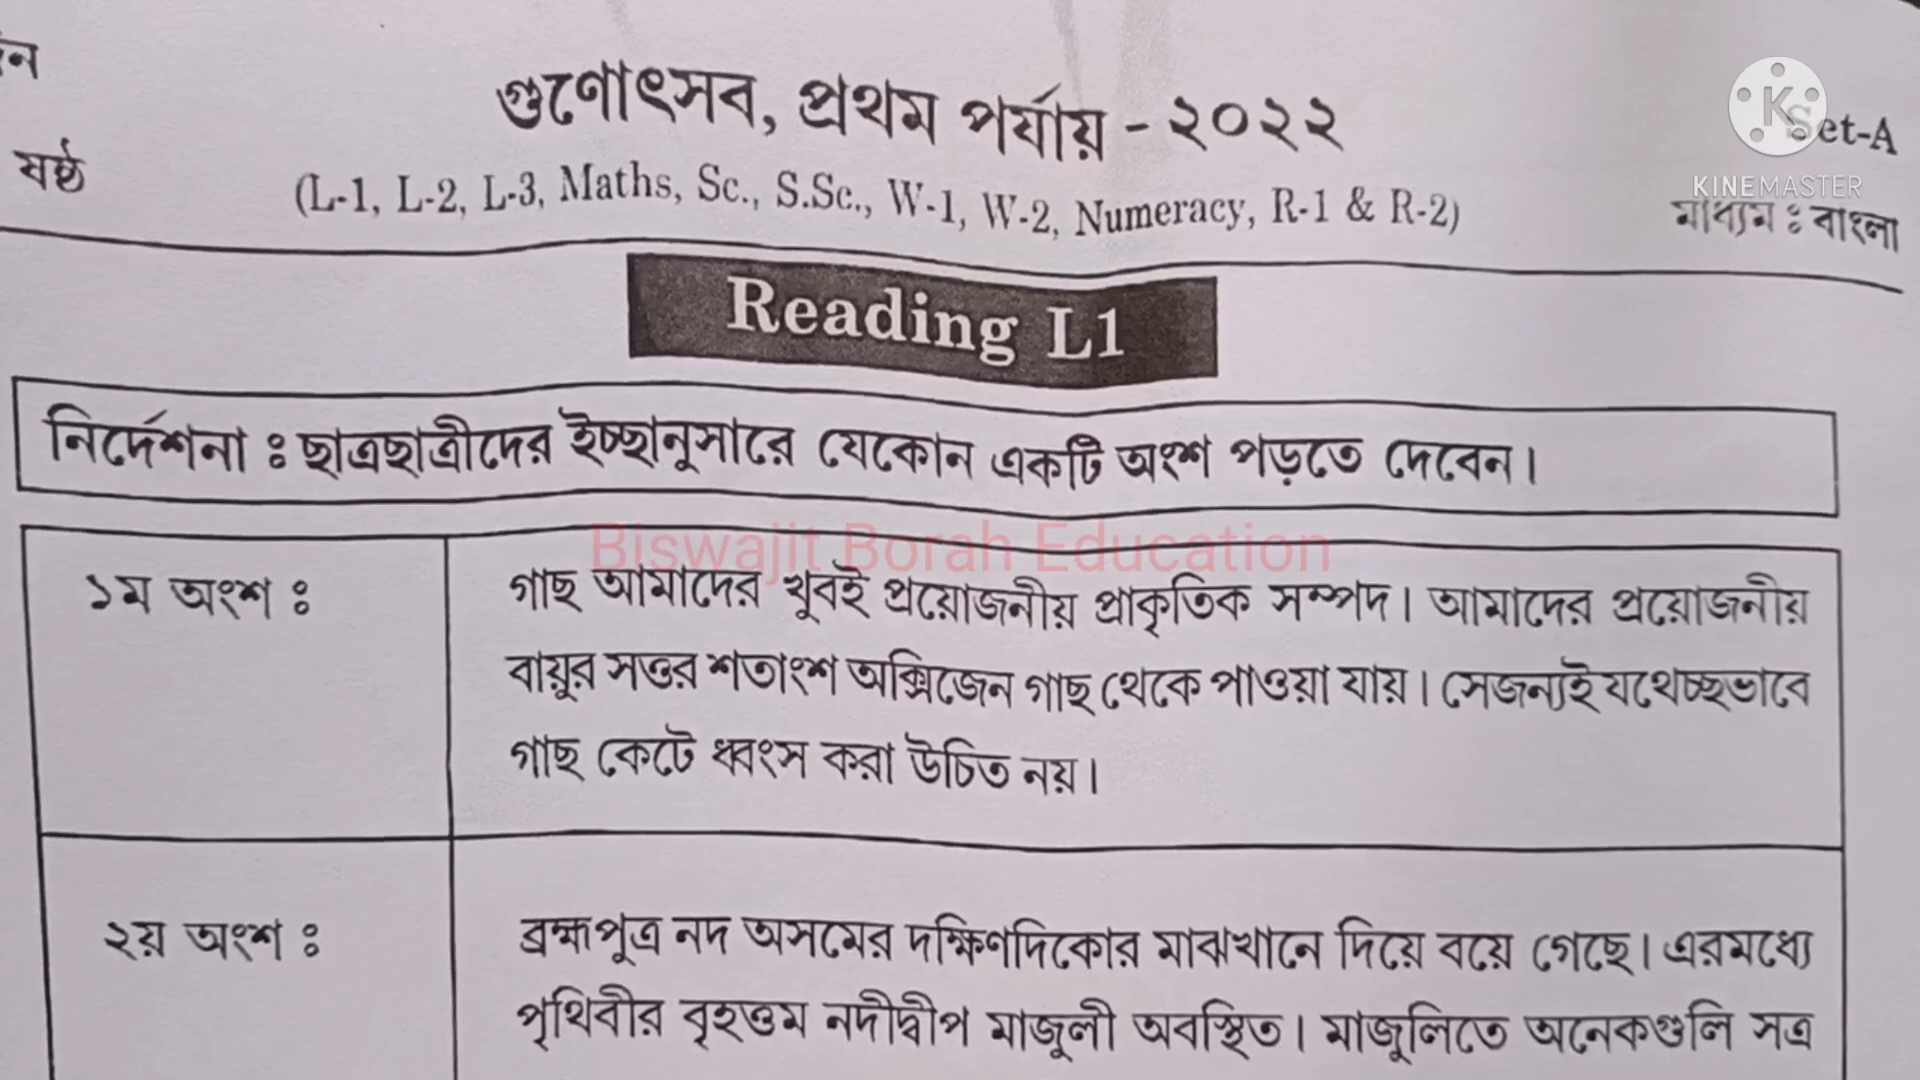 গুণোৎসব, প্রথম পর্যায় - ২০২২
Set-A
KINEMASTER
ষষ্ঠ
(L-1, L-2, L-3, Maths, Sc., S.Sc., W-1, W-2, Numeracy, R-1 & R-2)
মাধ্যম ঃ বাংলা
Reading L1
নির্দেশনা ঃ ছাত্রছাত্রীদের ইচ্ছানুসারে যেকোন একটি অংশ পড়তে দেবেন।
Biswajit Borah Education
১ম অংশ ঃ
গাছ আমাদের খুবই প্রয়োজনীয় প্রাকৃতিক সম্পদ। আমাদের প্রয়োজনীয়
বায়ুর সত্তর শতাংশ অক্সিজেন গাছ থেকে পাওয়া যায়। সেজন্যই যথেচ্ছভাবে
গাছ কেটে ধ্বংস করা উচিত নয়।
২য় অংশ ঃ
ব্রহ্মপুত্র নদ অসমের দক্ষিণদিকোর মাঝখানে দিয়ে বয়ে গেছে। এরমধ্যে
পৃথিবীর বৃহত্তম নদীদ্বীপ মাজুলী অবস্থিত। মাজুলিতে অনেকগুলি সত্র